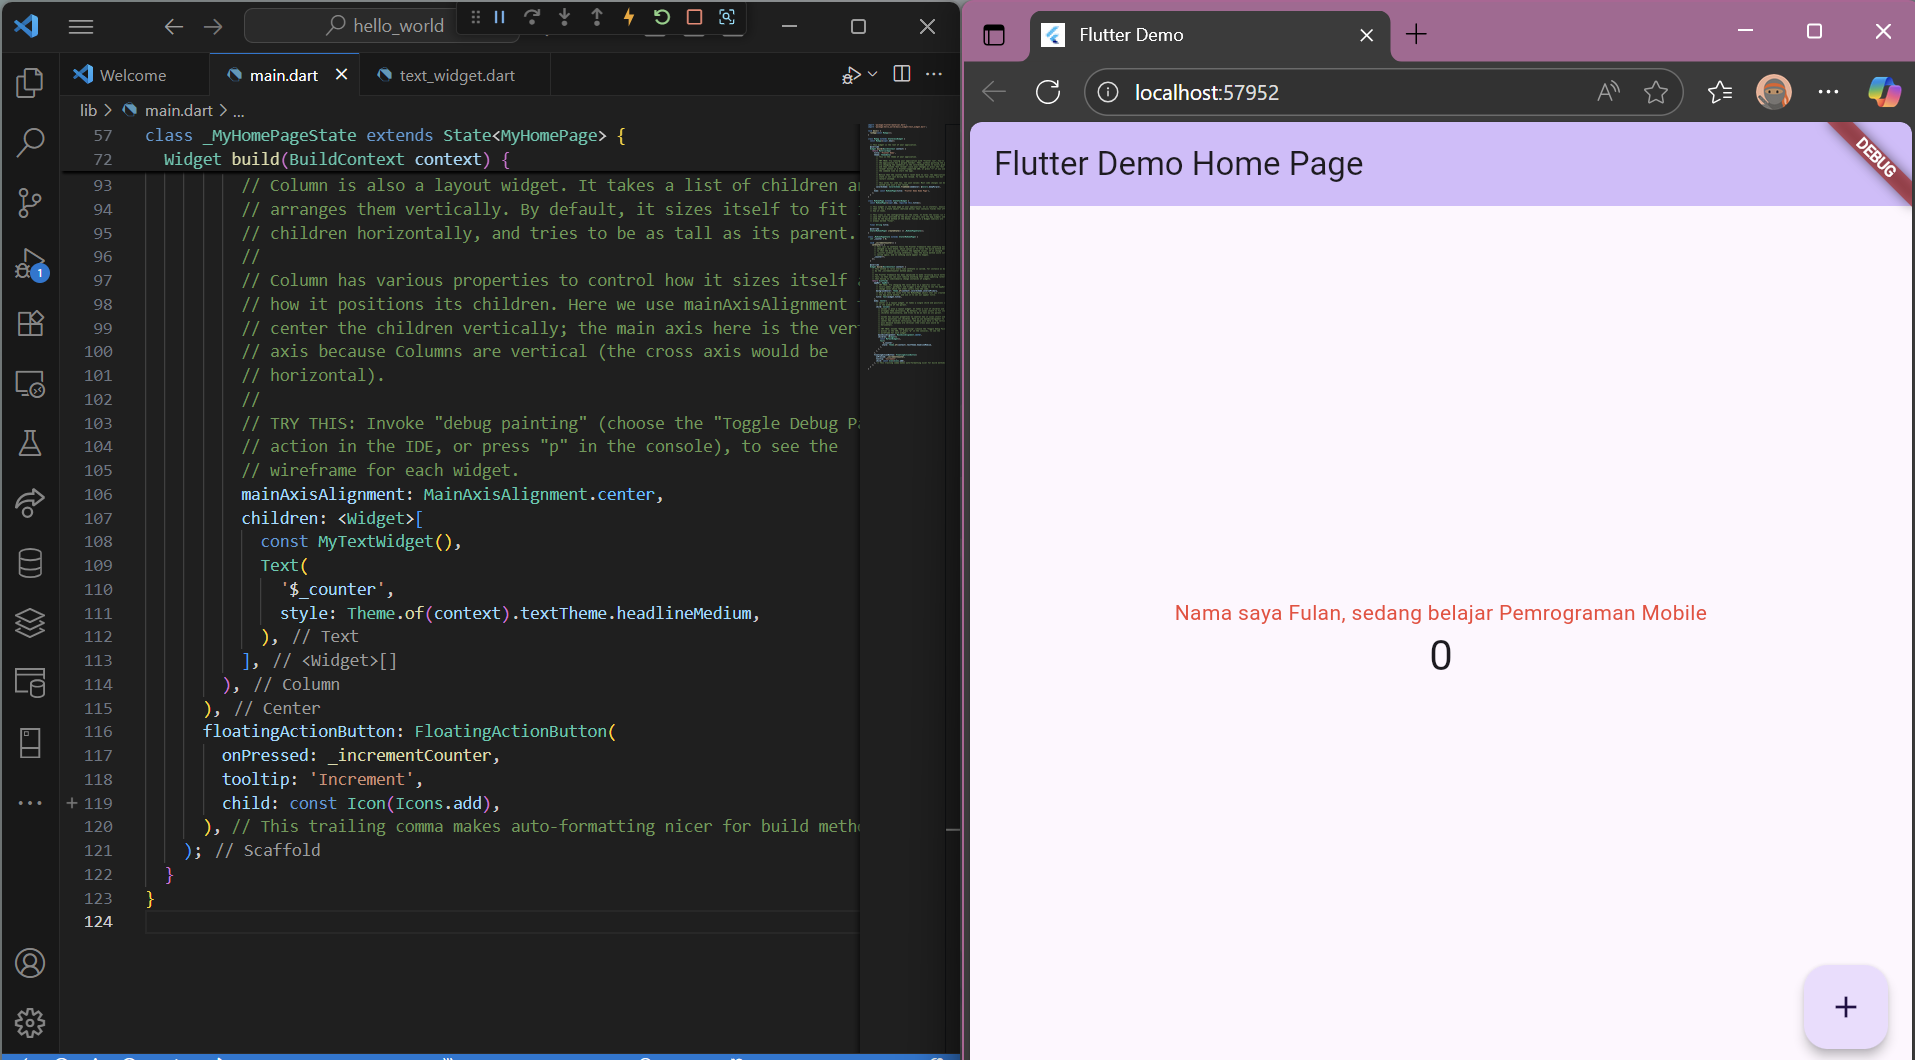 hello_world
Welcome
main.dart
text_widget.dart
lib > main.dart > ...
57 class _MyHomePageState extends State<MyHomePage> {
72 Widget build(BuildContext context) {
93 // Column is also a layout widget. It takes a list of children
94 // arranges them vertically. By default, it sizes itself to fit
95 // children horizontally, and tries to be as tall as its parent.
96 //
97 // Column has various properties to control how it sizes itself
98 // how it positions its children. Here we use mainAxisAlignment
99 // center the children vertically; the main axis here is the
100 // axis because Columns are vertical (the cross axis would be
101 // horizontal).
102 //
103 // TRY THIS: Invoke "debug painting" (choose the "Toggle Debug
104 // action in the IDE, or press "p" in the console), to see the
105 // wireframe for each widget.
106 mainAxisAlignment: MainAxisAlignment.center,
107 children: <Widget>[
108 const MyTextWidget(),
109 Text(
110 '$_counter',
111 style: Theme.of(context).textTheme.headlineMedium,
112 ), // Text
113 ], // <Widget>[]
114 ), // Column
115 ), // Center
116 floatingActionButton: FloatingActionButton(
117 onPressed: _incrementCounter,
118 tooltip: 'Increment',
119 child: const Icon(Icons.add),
120 ), // This trailing comma makes auto-formatting nicer for build
121 ); // Scaffold
122 }
123 }
124
1
Flutter Demo
localhost:57952
Flutter Demo Home Page
DEBUG
Nama saya Fulan, sedang belajar Pemrograman Mobile
0
+